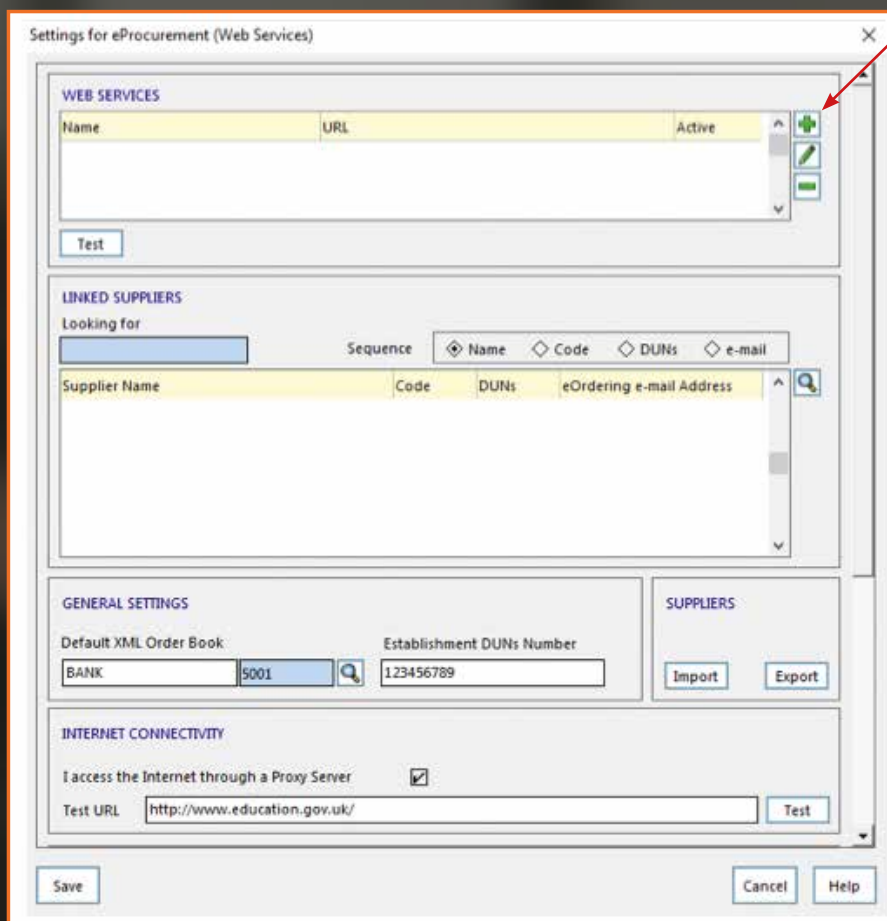 Settings for eProcurement (Web Services)
WEB SERVICES
Name URL Active
Test
LINKED SUPPLIERS
Looking for
Sequence Name Code DUNs e-mail
Supplier Name Code DUNs eOrdering e-mail Address
GENERAL SETTINGS
Default XML Order Book Establishment DUNs Number
BANK 5001 123456789
SUPPLIERS
Import Export
INTERNET CONNECTIVITY
I access the Internet through a Proxy Server
Test URL http://www.education.gov.uk/ Test
Save Cancel Help